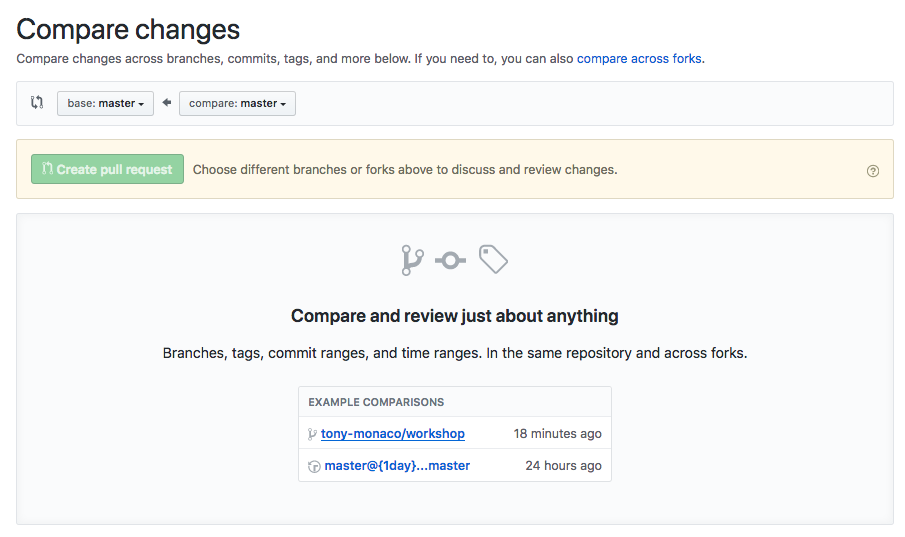 Compare changes
Compare changes across branches, commits, tags, and more below. If you need to, you can also compare across forks.
base: master compare: master
Create pull request Choose different branches or forks above to discuss and review changes.
Compare and review just about anything
Branches, tags, commit ranges, and time ranges. In the same repository and across forks.
EXAMPLE COMPARISONS
tony-monaco/workshop 18 minutes ago
master@{1day}...master 24 hours ago